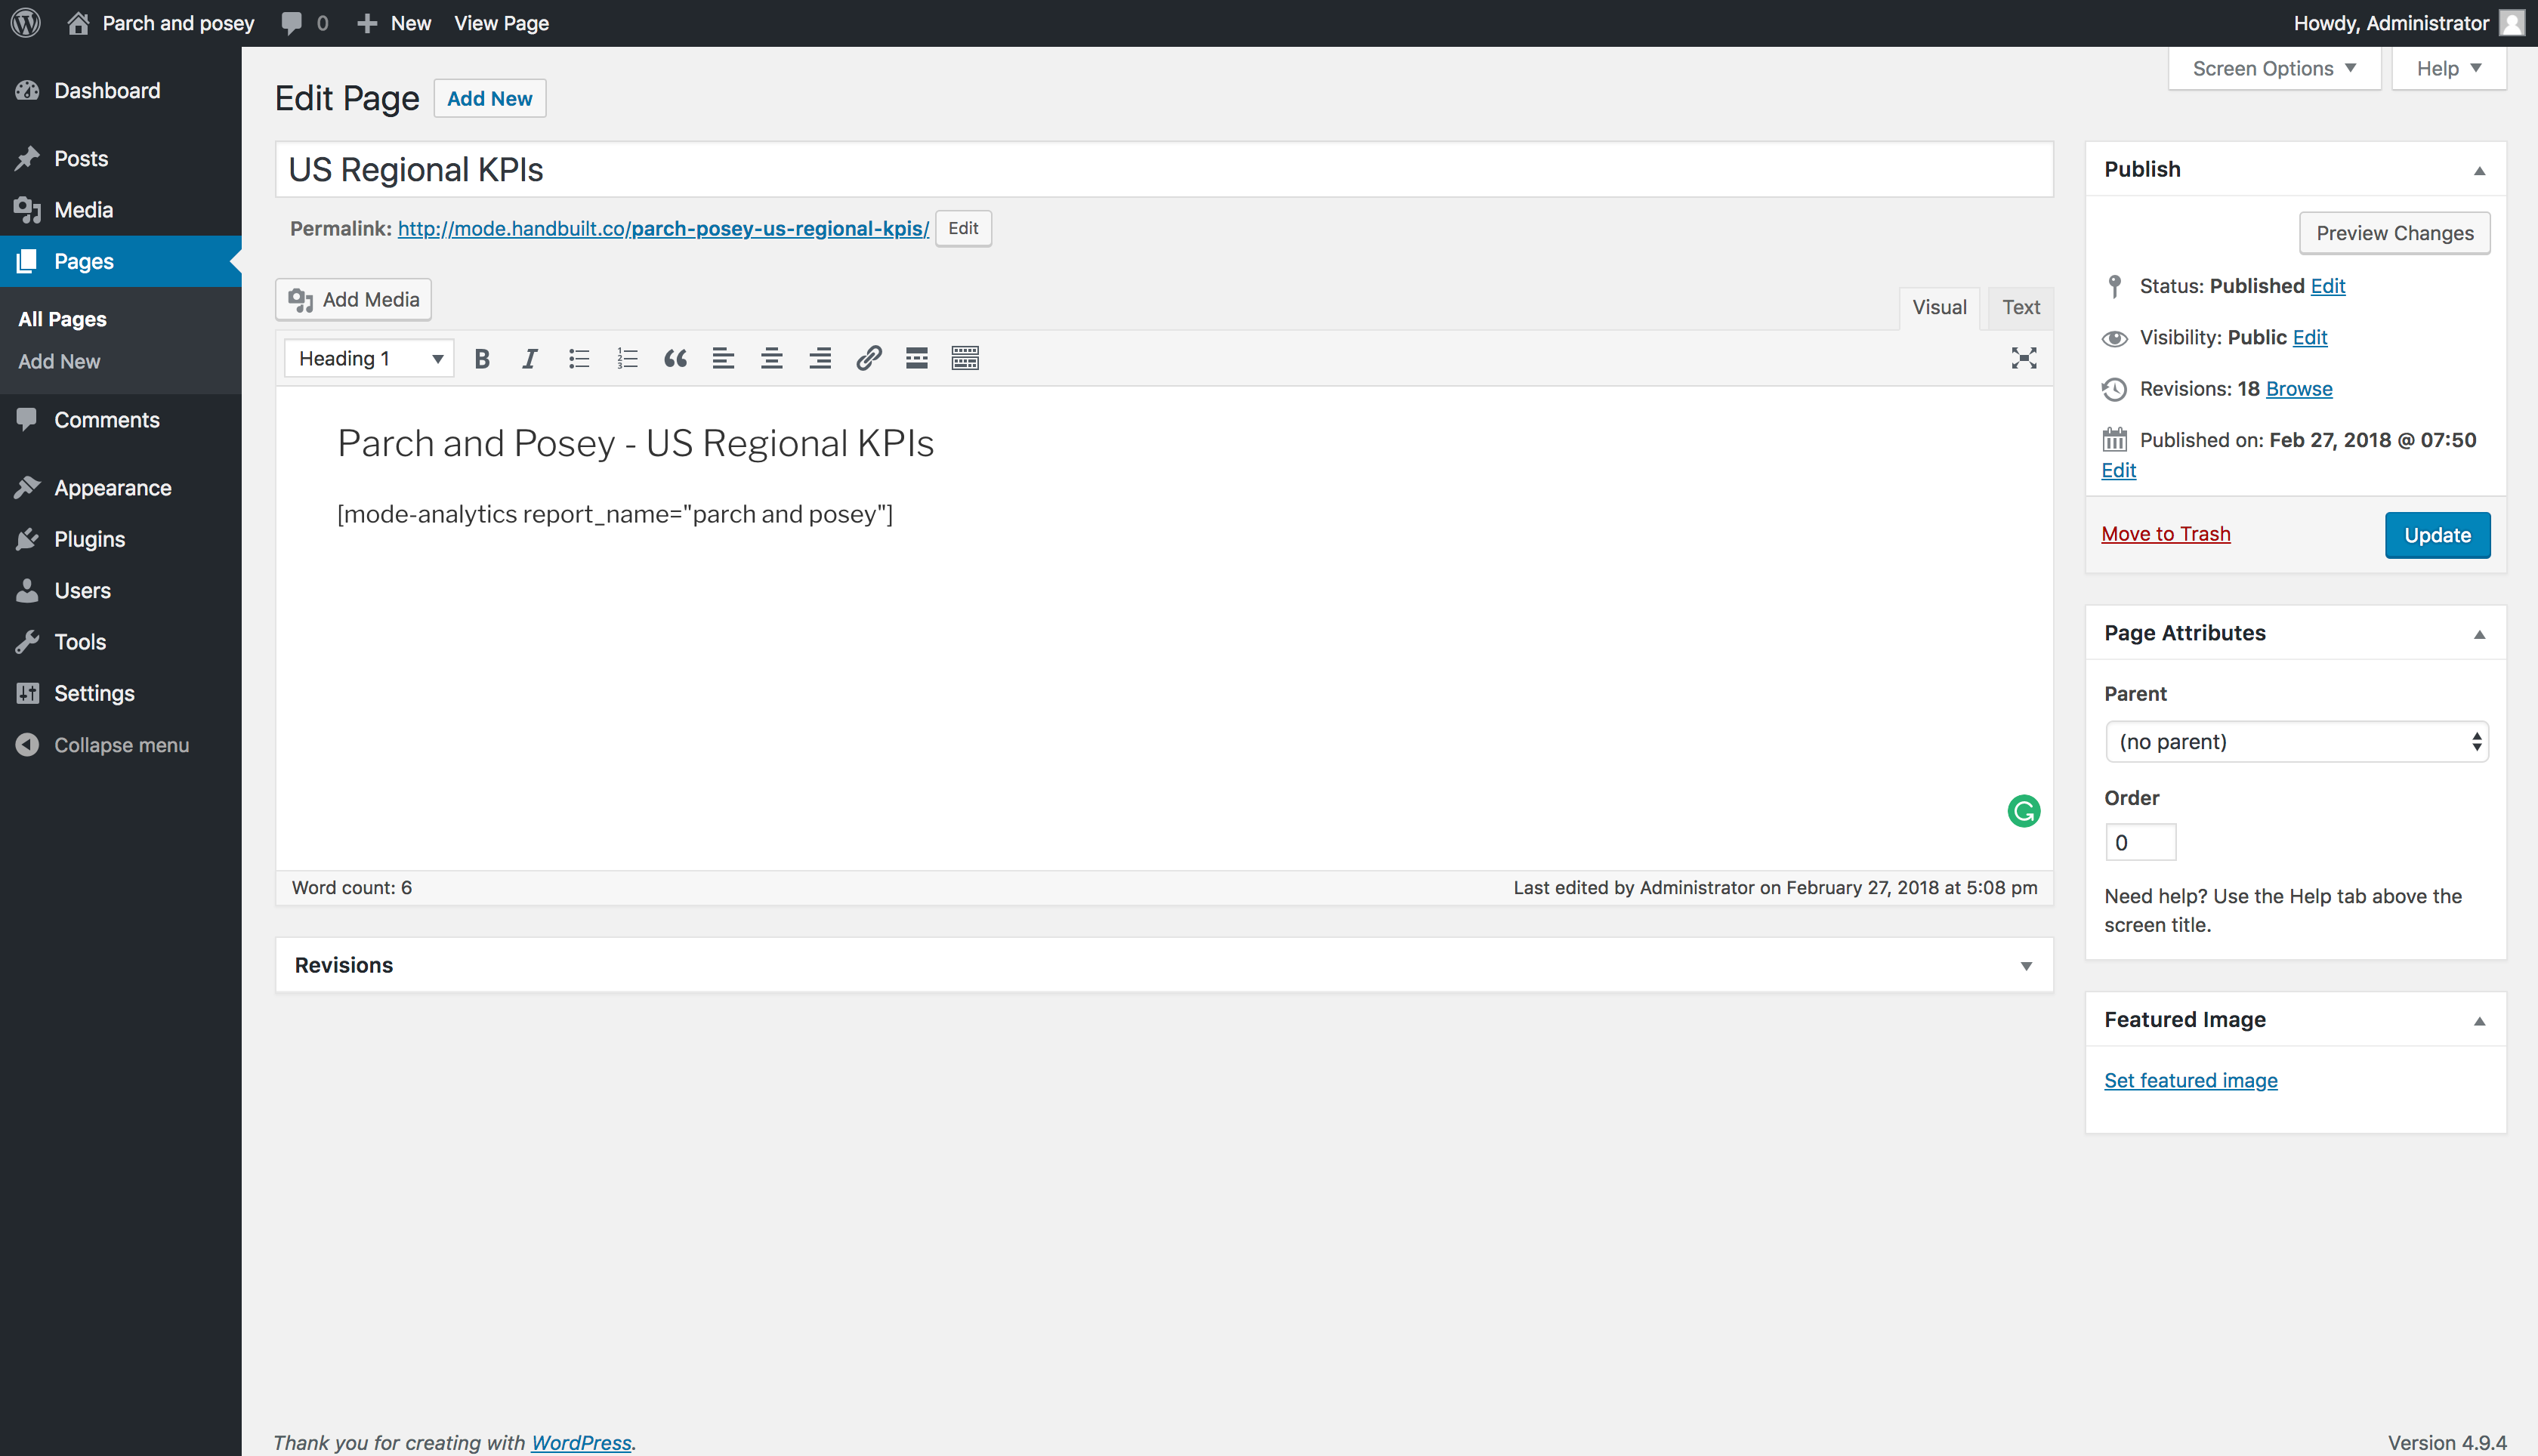 Parch and posey 0 New View Page Howdy, Administrator
Screen Options Help
Dashboard
Posts
Media
Pages
All Pages
Add New
Comments
Appearance
Plugins
Users
Tools
Settings
Collapse menu
Edit Page Add New
US Regional KPIs
Permalink: http://mode.handbuilt.co/parch-posey-us-regional-kpis/ Edit
Add Media
Visual Text
Heading 1
Parch and Posey - US Regional KPIs
[mode-analytics report_name="parch and posey"]
Word count: 6 Last edited by Administrator on February 27, 2018 at 5:08 pm
Revisions
Publish
Preview Changes
Status: Published Edit
Visibility: Public Edit
Revisions: 18 Browse
Published on: Feb 27, 2018 @ 07:50
Edit
Move to Trash Update
Page Attributes
Parent
(no parent)
Order
0
Need help? Use the Help tab above the
screen title.
Featured Image
Set featured image
Thank you for creating with WordPress. Version 4.9.4